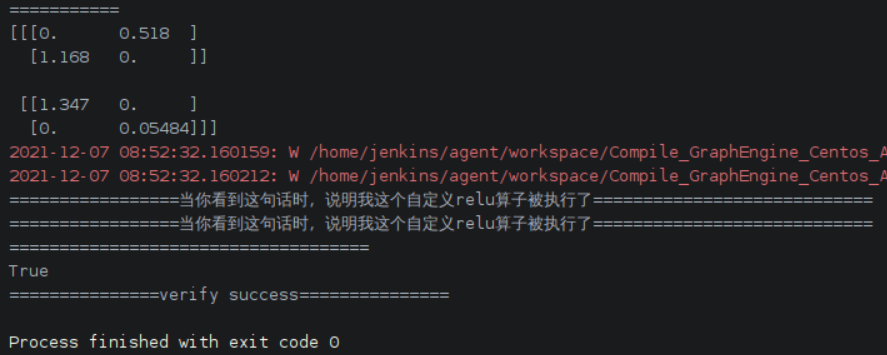 ===========
[[[0.      0.518  ]
  [1.168   0.     ]]

 [[1.347   0.     ]
  [0.      0.05484]]]
2021-12-07 08:52:32.160159: W /home/jenkins/agent/workspace/Compile_GraphEngine_Centos_A
2021-12-07 08:52:32.160212: W /home/jenkins/agent/workspace/Compile_GraphEngine_Centos_A
=================当你看到这句话时，说明我这个自定义relu算子被执行了============================
=================当你看到这句话时，说明我这个自定义relu算子被执行了============================
====================================
True
===============verify success===============

Process finished with exit code 0